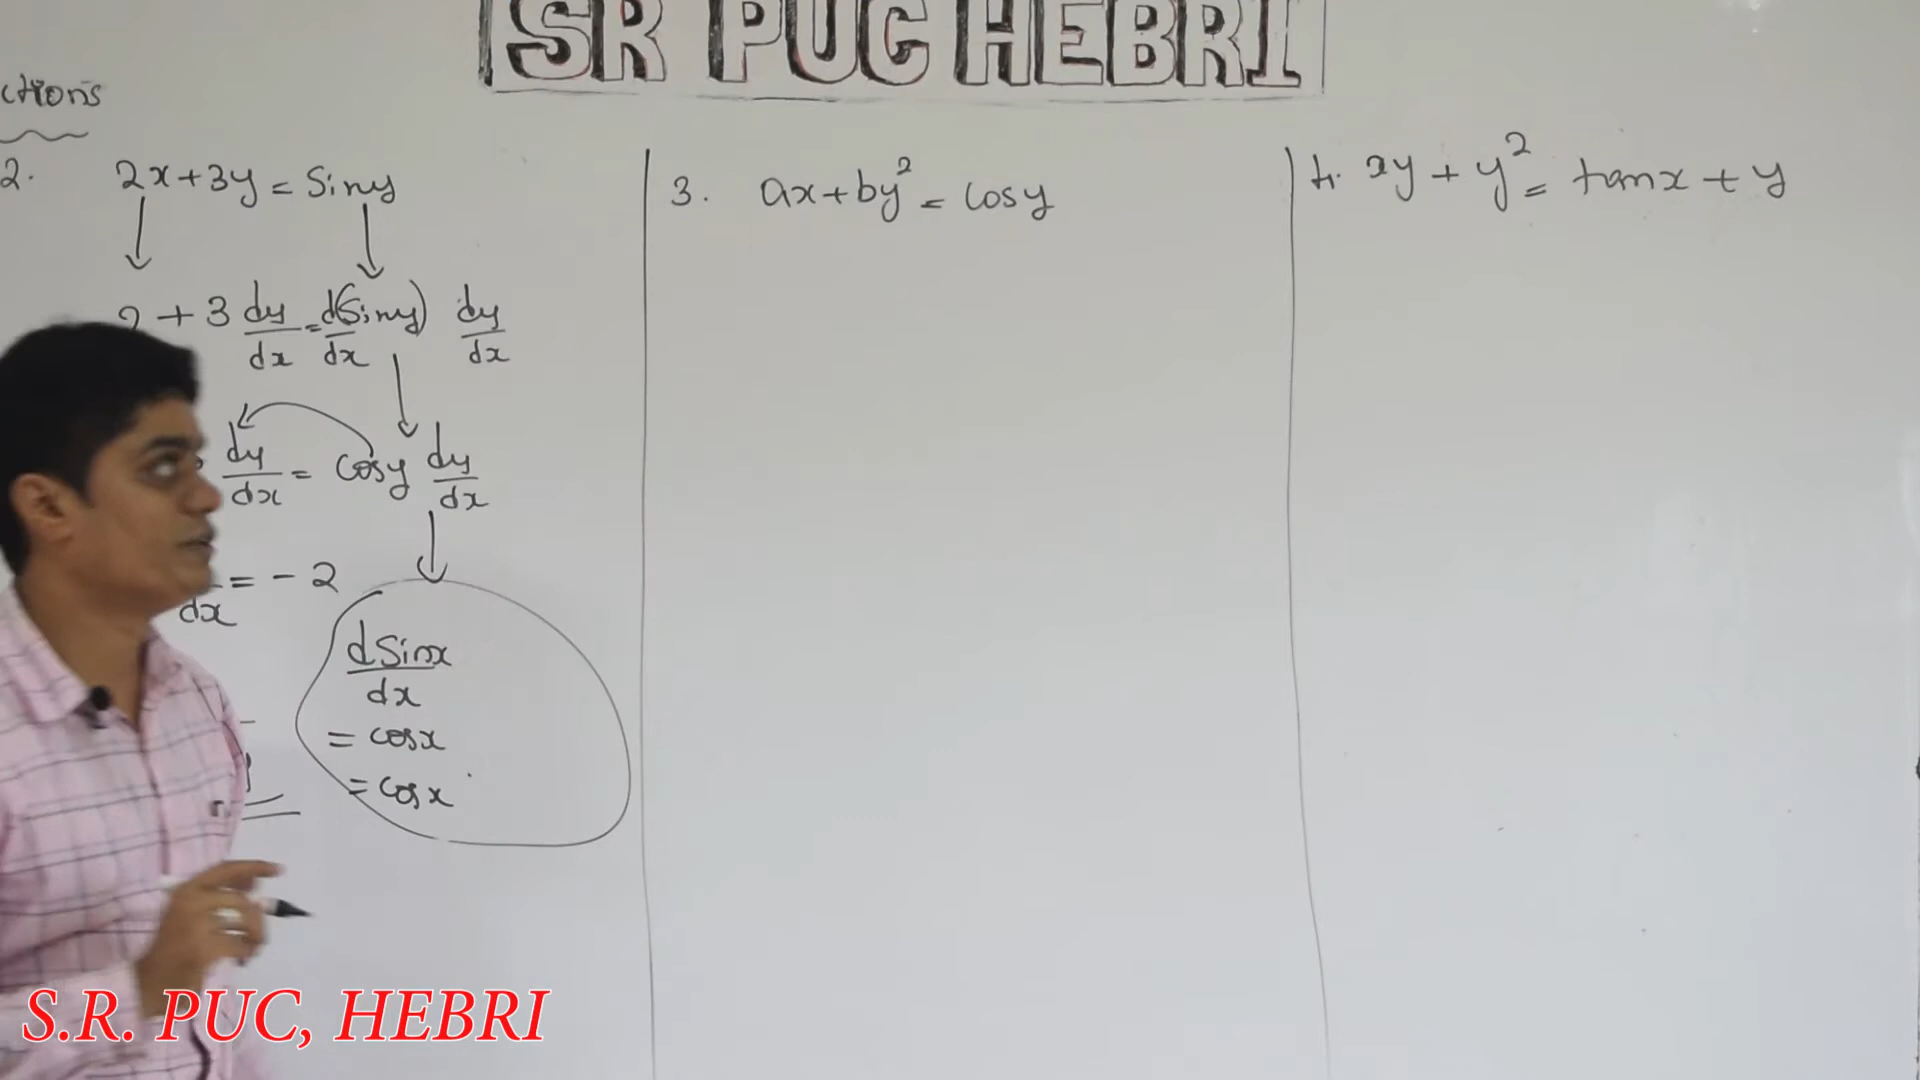 SR PUC HEBRI
ctions
2. 2x+3y = Siny
2 + 3 dy/dx = d(Siny)/dx dy/dx
dy/dx = cosy dy/dx
dx = -2
dSinx/dx
= cosx
= cosx
3. ax+by² = cosy
4. xy + y² = tanx + y
S.R. PUC, HEBRI